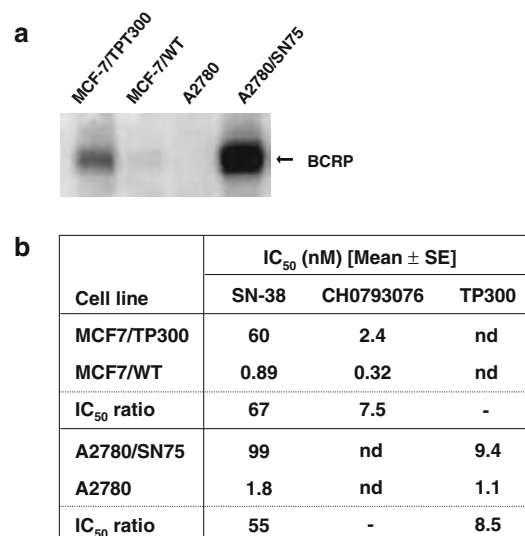 a
MCF-7/TPT300 MCF-7/WT A2780 A2780/SN75
← BCRP
b
IC50 (nM) [Mean ± SE]
Cell line SN-38 CH0793076 TP300
MCF7/TP300 60 2.4 nd
MCF7/WT 0.89 0.32 nd
IC50 ratio 67 7.5 -
A2780/SN75 99 nd 9.4
A2780 1.8 nd 1.1
IC50 ratio 55 - 8.5